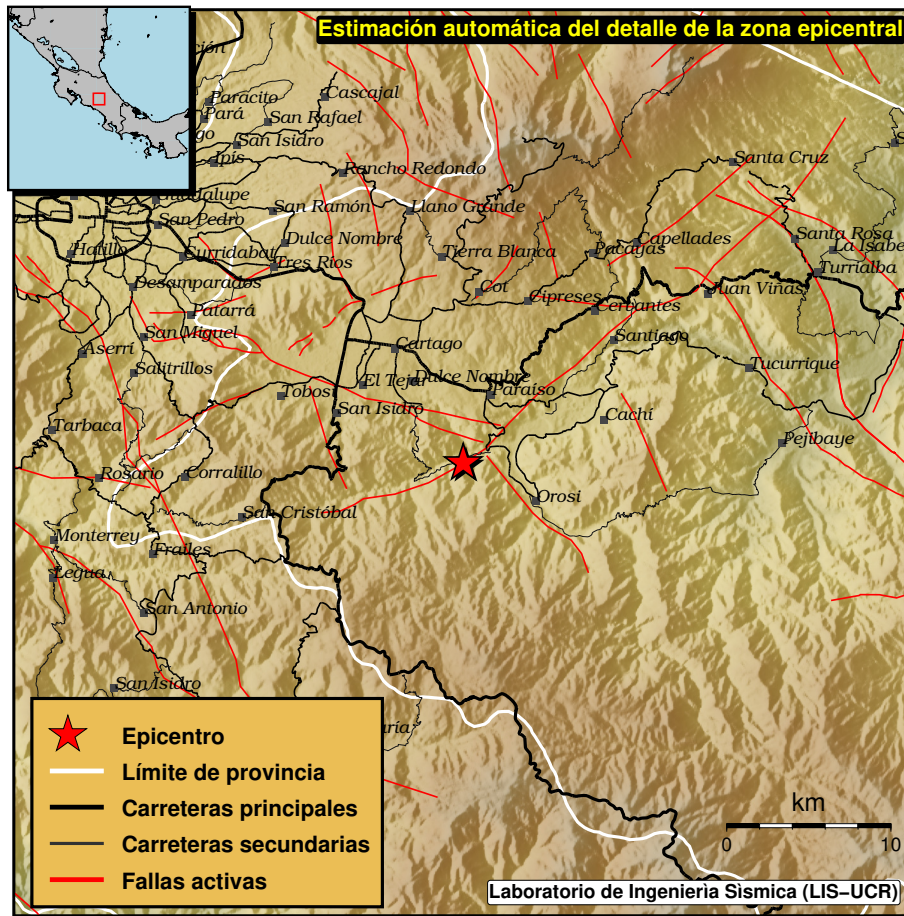 Estimación automática del detalle de la zona epicentral
Cascajal
Paracito
Pará
San Rafael
San Isidro
Rancho Redondo
Santa Cruz
Guadalupe
San Ramón
Llano Grande
San Pedro
Dulce Nombre
Capellades
Santa Rosa
Hatillo
Curridabat
Tres Rios
Tierra Blanca
Pacayas
La Isabe
Turrialba
Desamparados
Cot
Cipreses
Juan Viñas
Patarrá
Cervantes
San Miguel
Santiago
Aserrí
Cartago
Salitrillos
El Tejar
Dulce Nombre
Tucurrique
Tobosi
Paraíso
San Isidro
Cachí
Tarbaca
Pejibaye
Rosario
Corralillo
Orosi
San Cristóbal
Monterrey
Frailes
Legua
San Antonio
San Isidro
Epicentro
Límite de provincia
Carreteras principales
Carreteras secundarias
Fallas activas
km
0 10
Laboratorio de Ingenierìa Sìsmica (LIS–UCR)